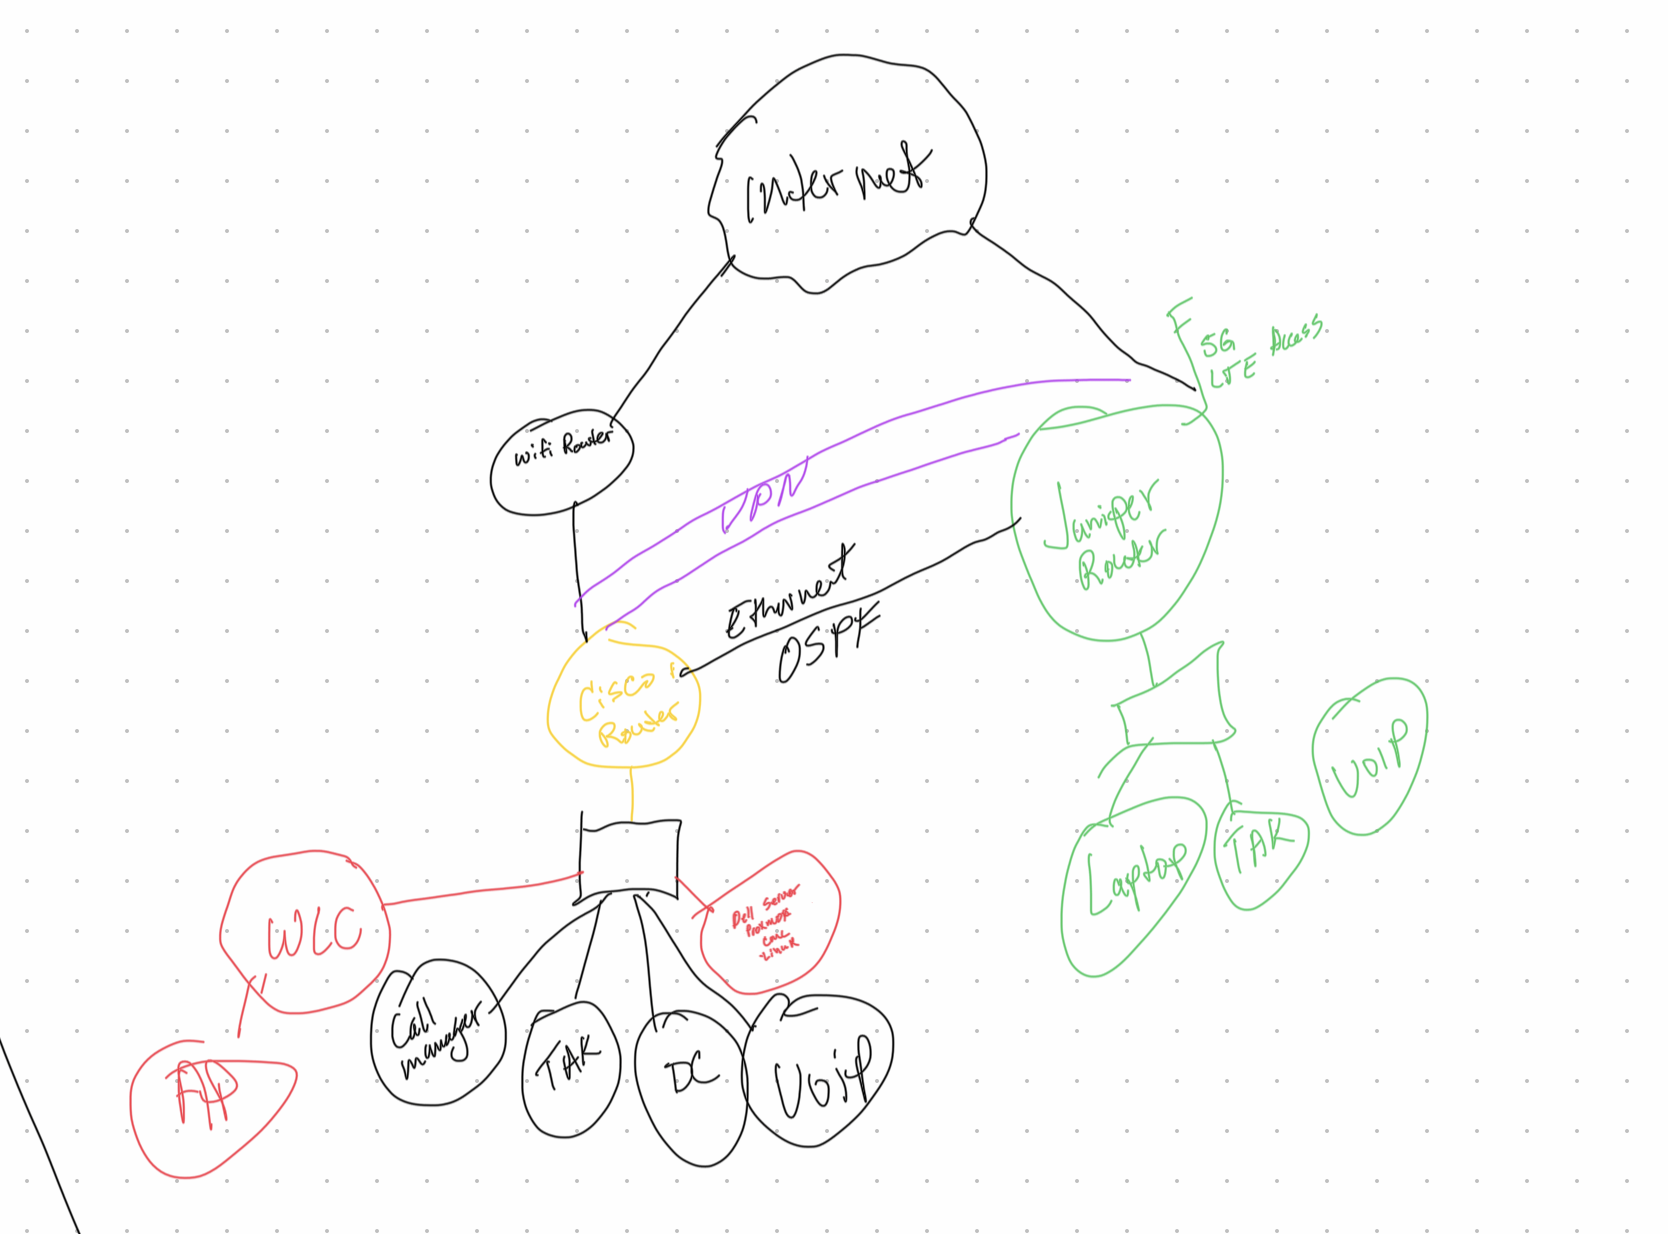 Internet
5G
LTE Access
Wifi Router
VPN
Juniper
Router
Ethernet
OSPF
Cisco
Router
VOIP
TAK
Laptop
WLC
Dell Server
Proxmox
Linux
Call
manager
TAK
DC
VoiP
AP